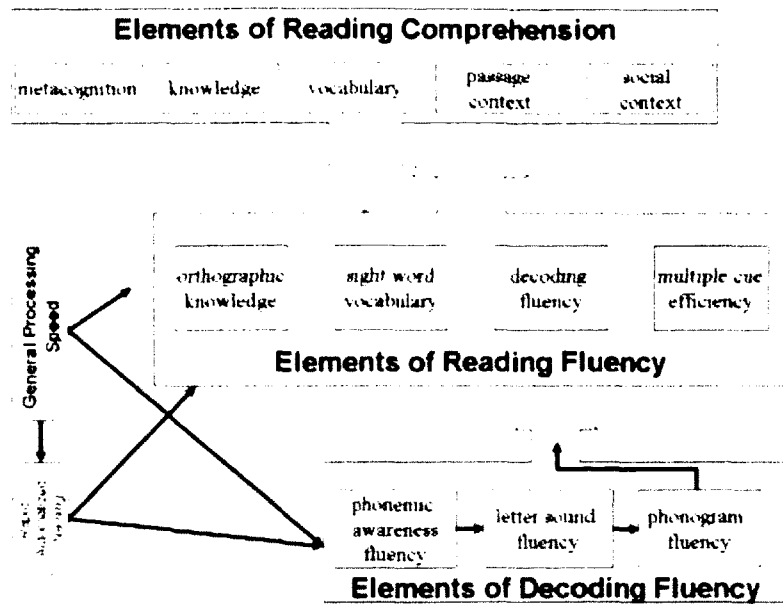 Elements of Reading Comprehension
metacognition knowledge vocabulary passage context social context
General Processing Speed
orthographic knowledge
sight word vocabulary
decoding fluency
multiple cue efficiency
Elements of Reading Fluency
phonemic awareness fluency
letter sound fluency
phonogram fluency
Elements of Decoding Fluency